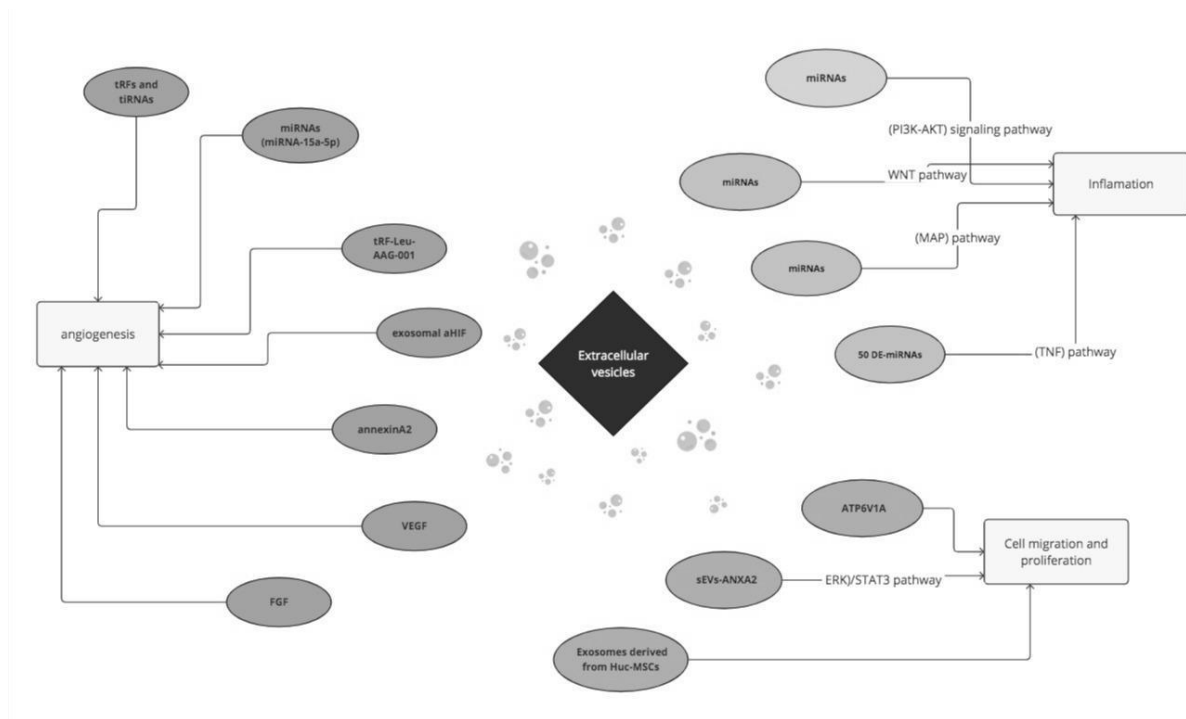 tRFs and
tiRNAs
miRNAs
(miRNA-15a-5p)
tRF-Leu-
AAG-001
exosomal aHIF
angiogenesis
annexinA2
VEGF
FGF
Extracellular
vesicles
miRNAs
(PI3K-AKT) signaling pathway
miRNAs
WNT pathway
Inflamation
(MAP) pathway
miRNAs
50 DE-miRNAs
(TNF) pathway
ATP6V1A
Cell migration and
proliferation
sEVs-ANXA2
ERK)/STAT3 pathway
Exosomes derived
from Huc-MSCs